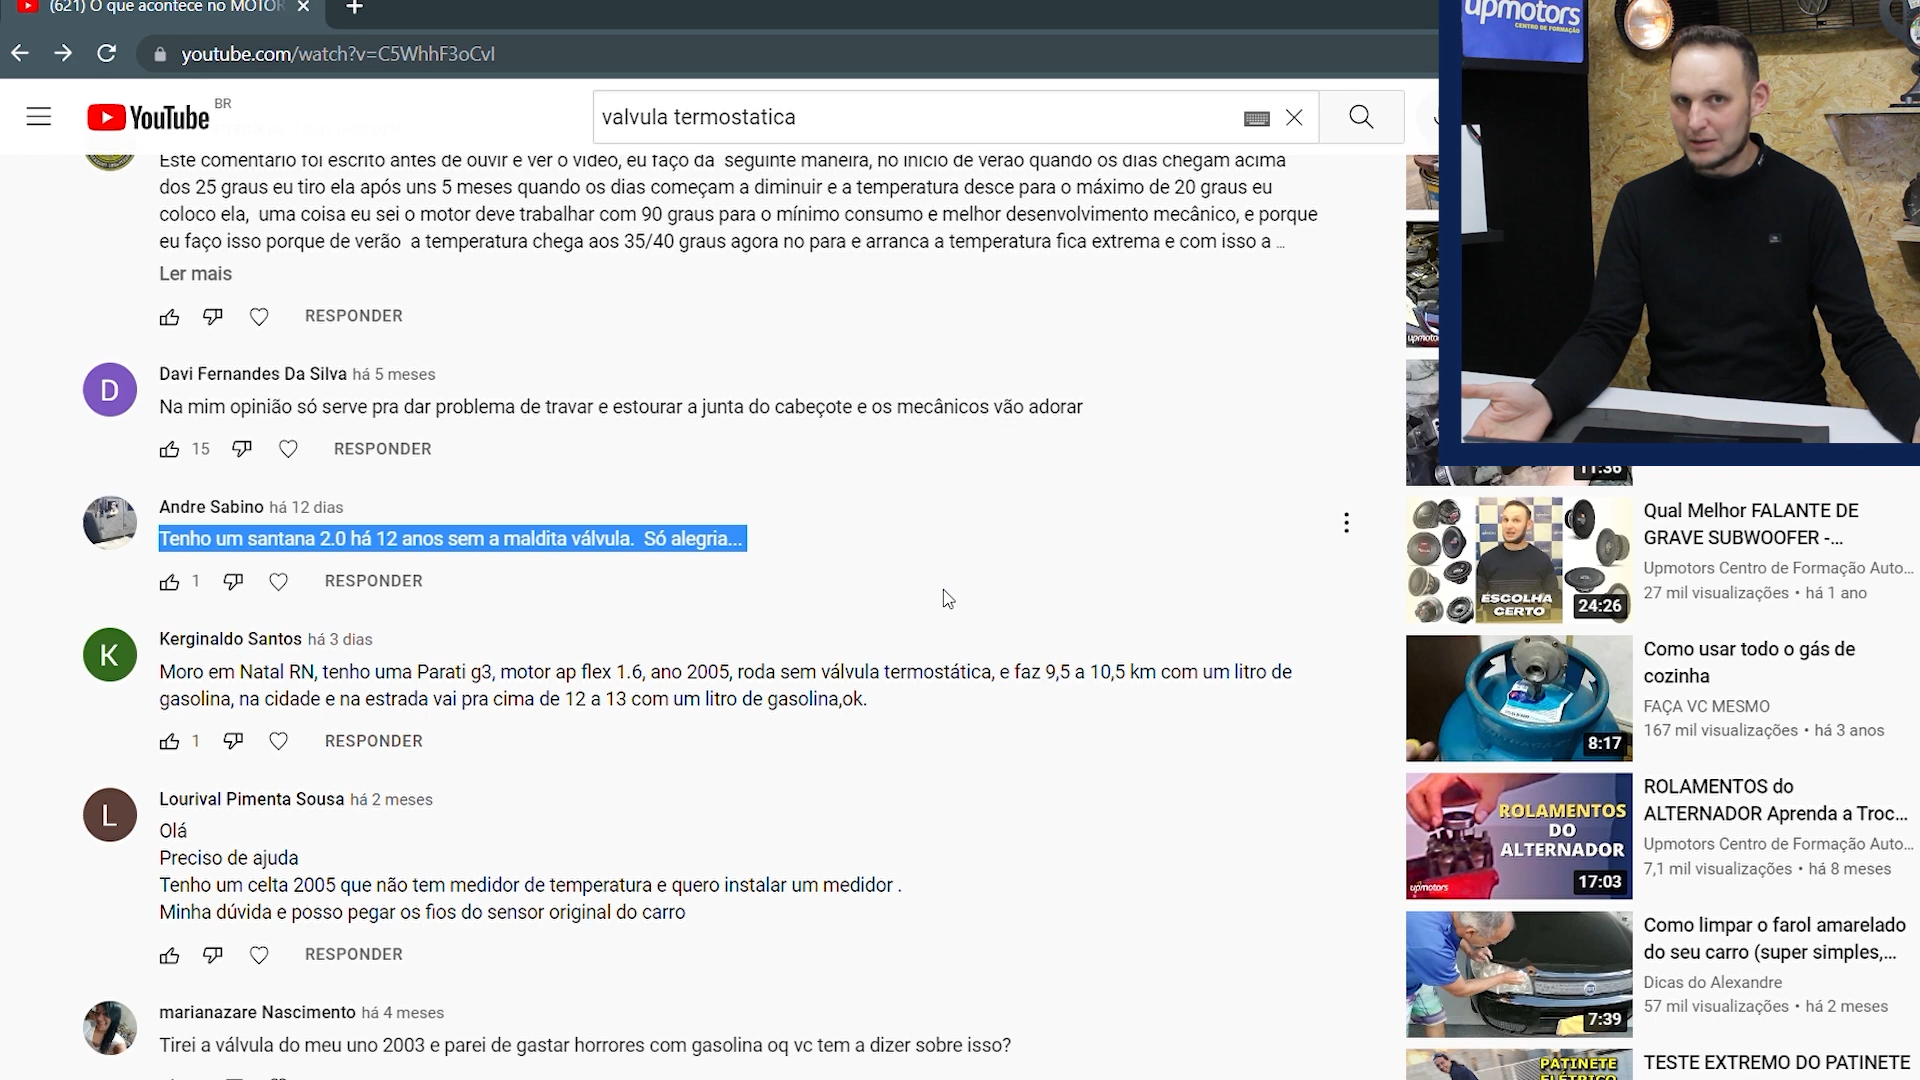 (621) O que acontece no MOTOR
youtube.com/watch?v=C5WhhF3oCvI
YouTube BR
valvula termostatica
Este comentário foi escrito antes de ouvir e ver o vídeo, eu faço da seguinte maneira, no início de verão quando os dias chegam acima
dos 25 graus eu tiro ela após uns 5 meses quando os dias começam a diminuir e a temperatura desce para o máximo de 20 graus eu
coloco ela, uma coisa eu sei o motor deve trabalhar com 90 graus para o mínimo consumo e melhor desenvolvimento mecânico, e porque
eu faço isso porque de verão a temperatura chega aos 35/40 graus agora no para e arranca a temperatura fica extrema e com isso a ...
Ler mais
RESPONDER
D
Davi Fernandes Da Silva há 5 meses
Na mim opinião só serve pra dar problema de travar e estourar a junta do cabeçote e os mecânicos vão adorar
15 RESPONDER
Andre Sabino há 12 dias
Tenho um santana 2.0 há 12 anos sem a maldita válvula. Só alegria...
1 RESPONDER
K
Kerginaldo Santos há 3 dias
Moro em Natal RN, tenho uma Parati g3, motor ap flex 1.6, ano 2005, roda sem válvula termostática, e faz 9,5 a 10,5 km com um litro de
gasolina, na cidade e na estrada vai pra cima de 12 a 13 com um litro de gasolina,ok.
1 RESPONDER
L
Lourival Pimenta Sousa há 2 meses
Olá
Preciso de ajuda
Tenho um celta 2005 que não tem medidor de temperatura e quero instalar um medidor .
Minha dúvida e posso pegar os fios do sensor original do carro
RESPONDER
marianazare Nascimento há 4 meses
Tirei a válvula do meu uno 2003 e parei de gastar horrores com gasolina oq vc tem a dizer sobre isso?
upmotors
CENTRO DE FORMAÇÃO
upmoto
11:36
ESCOLHA
CERTO
24:26
Qual Melhor FALANTE DE
GRAVE SUBWOOFER -...
Upmotors Centro de Formação Auto...
27 mil visualizações • há 1 ano
8:17
Como usar todo o gás de
cozinha
FAÇA VC MESMO
167 mil visualizações • há 3 anos
ROLAMENTOS
DO
ALTERNADOR
upmotors
17:03
ROLAMENTOS do
ALTERNADOR Aprenda a Troc...
Upmotors Centro de Formação Auto...
7,1 mil visualizações • há 8 meses
7:39
Como limpar o farol amarelado
do seu carro (super simples,...
Dicas do Alexandre
57 mil visualizações • há 2 meses
PATINETE
ELÉTRICO
TESTE EXTREMO DO PATINETE